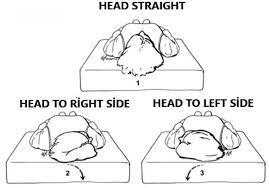 HEAD STRAIGHT
1
HEAD TO RİGHT SİDE
HEAD TO LEFT SİDE
2
3